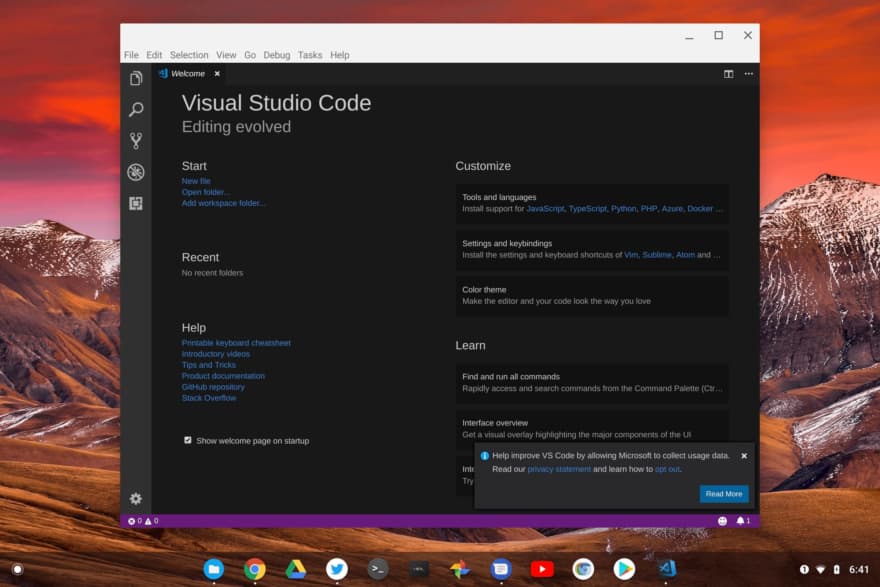 File Edit Selection View Go Debug Tasks Help
Welcome
Visual Studio Code
Editing evolved
Start
New file
Open folder...
Add workspace folder...
Recent
No recent folders
Help
Printable keyboard cheatsheet
Introductory videos
Tips and Tricks
Product documentation
GitHub repository
Stack Overflow
Show welcome page on startup
Customize
Tools and languages
Install support for JavaScript, TypeScript, Python, PHP, Azure, Docker ...
Settings and keybindings
Install the settings and keyboard shortcuts of Vim, Sublime, Atom and ...
Color theme
Make the editor and your code look the way you love
Learn
Find and run all commands
Rapidly access and search commands from the Command Palette (Ctr...
Interface overview
Get a visual overlay highlighting the major components of the UI
Inte
Try
Help improve VS Code by allowing Microsoft to collect usage data.
Read our privacy statement and learn how to opt out.
Read More
0 0
1
1
6:41